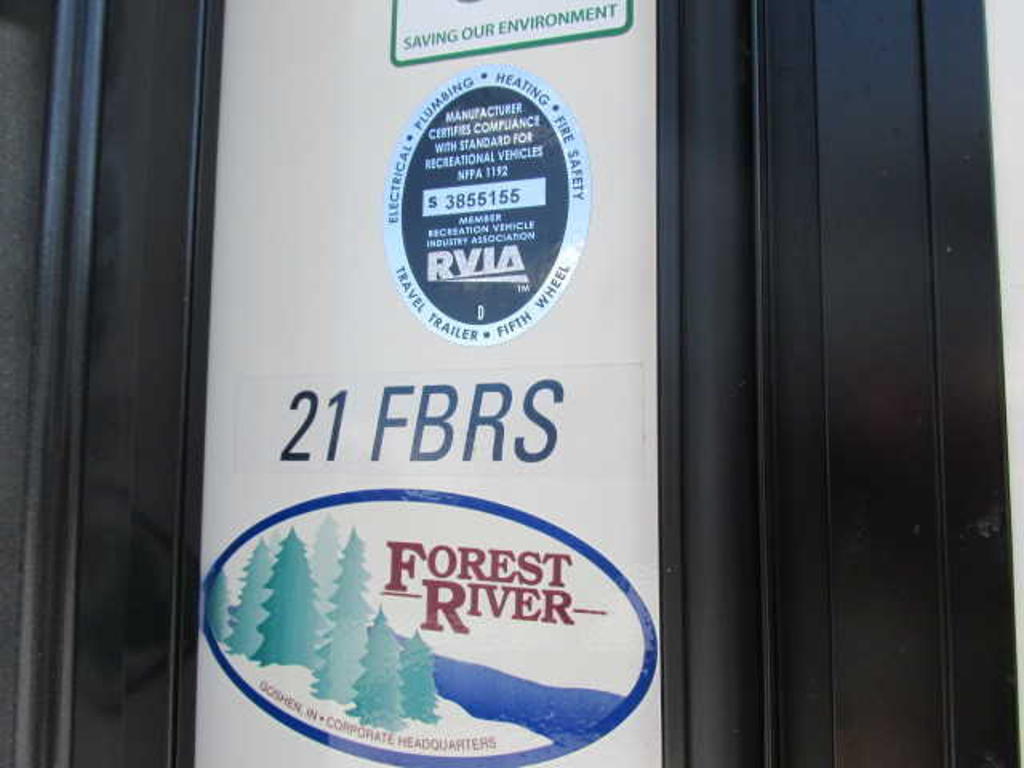 SAVING OUR ENVIRONMENT
ELECTRICAL • PLUMBING • HEATING • FIRE SAFETY
MANUFACTURER
CERTIFIES COMPLIANCE
WITH STANDARD FOR
RECREATIONAL VEHICLES
NFPA 1192
S 3855155
MEMBER
RECREATION VEHICLE
INDUSTRY ASSOCIATION
RVIA
TM
D
TRAVEL TRAILER • FIFTH WHEEL
21 FBRS
FOREST
RIVER
GOSHEN, IN • CORPORATE HEADQUARTERS